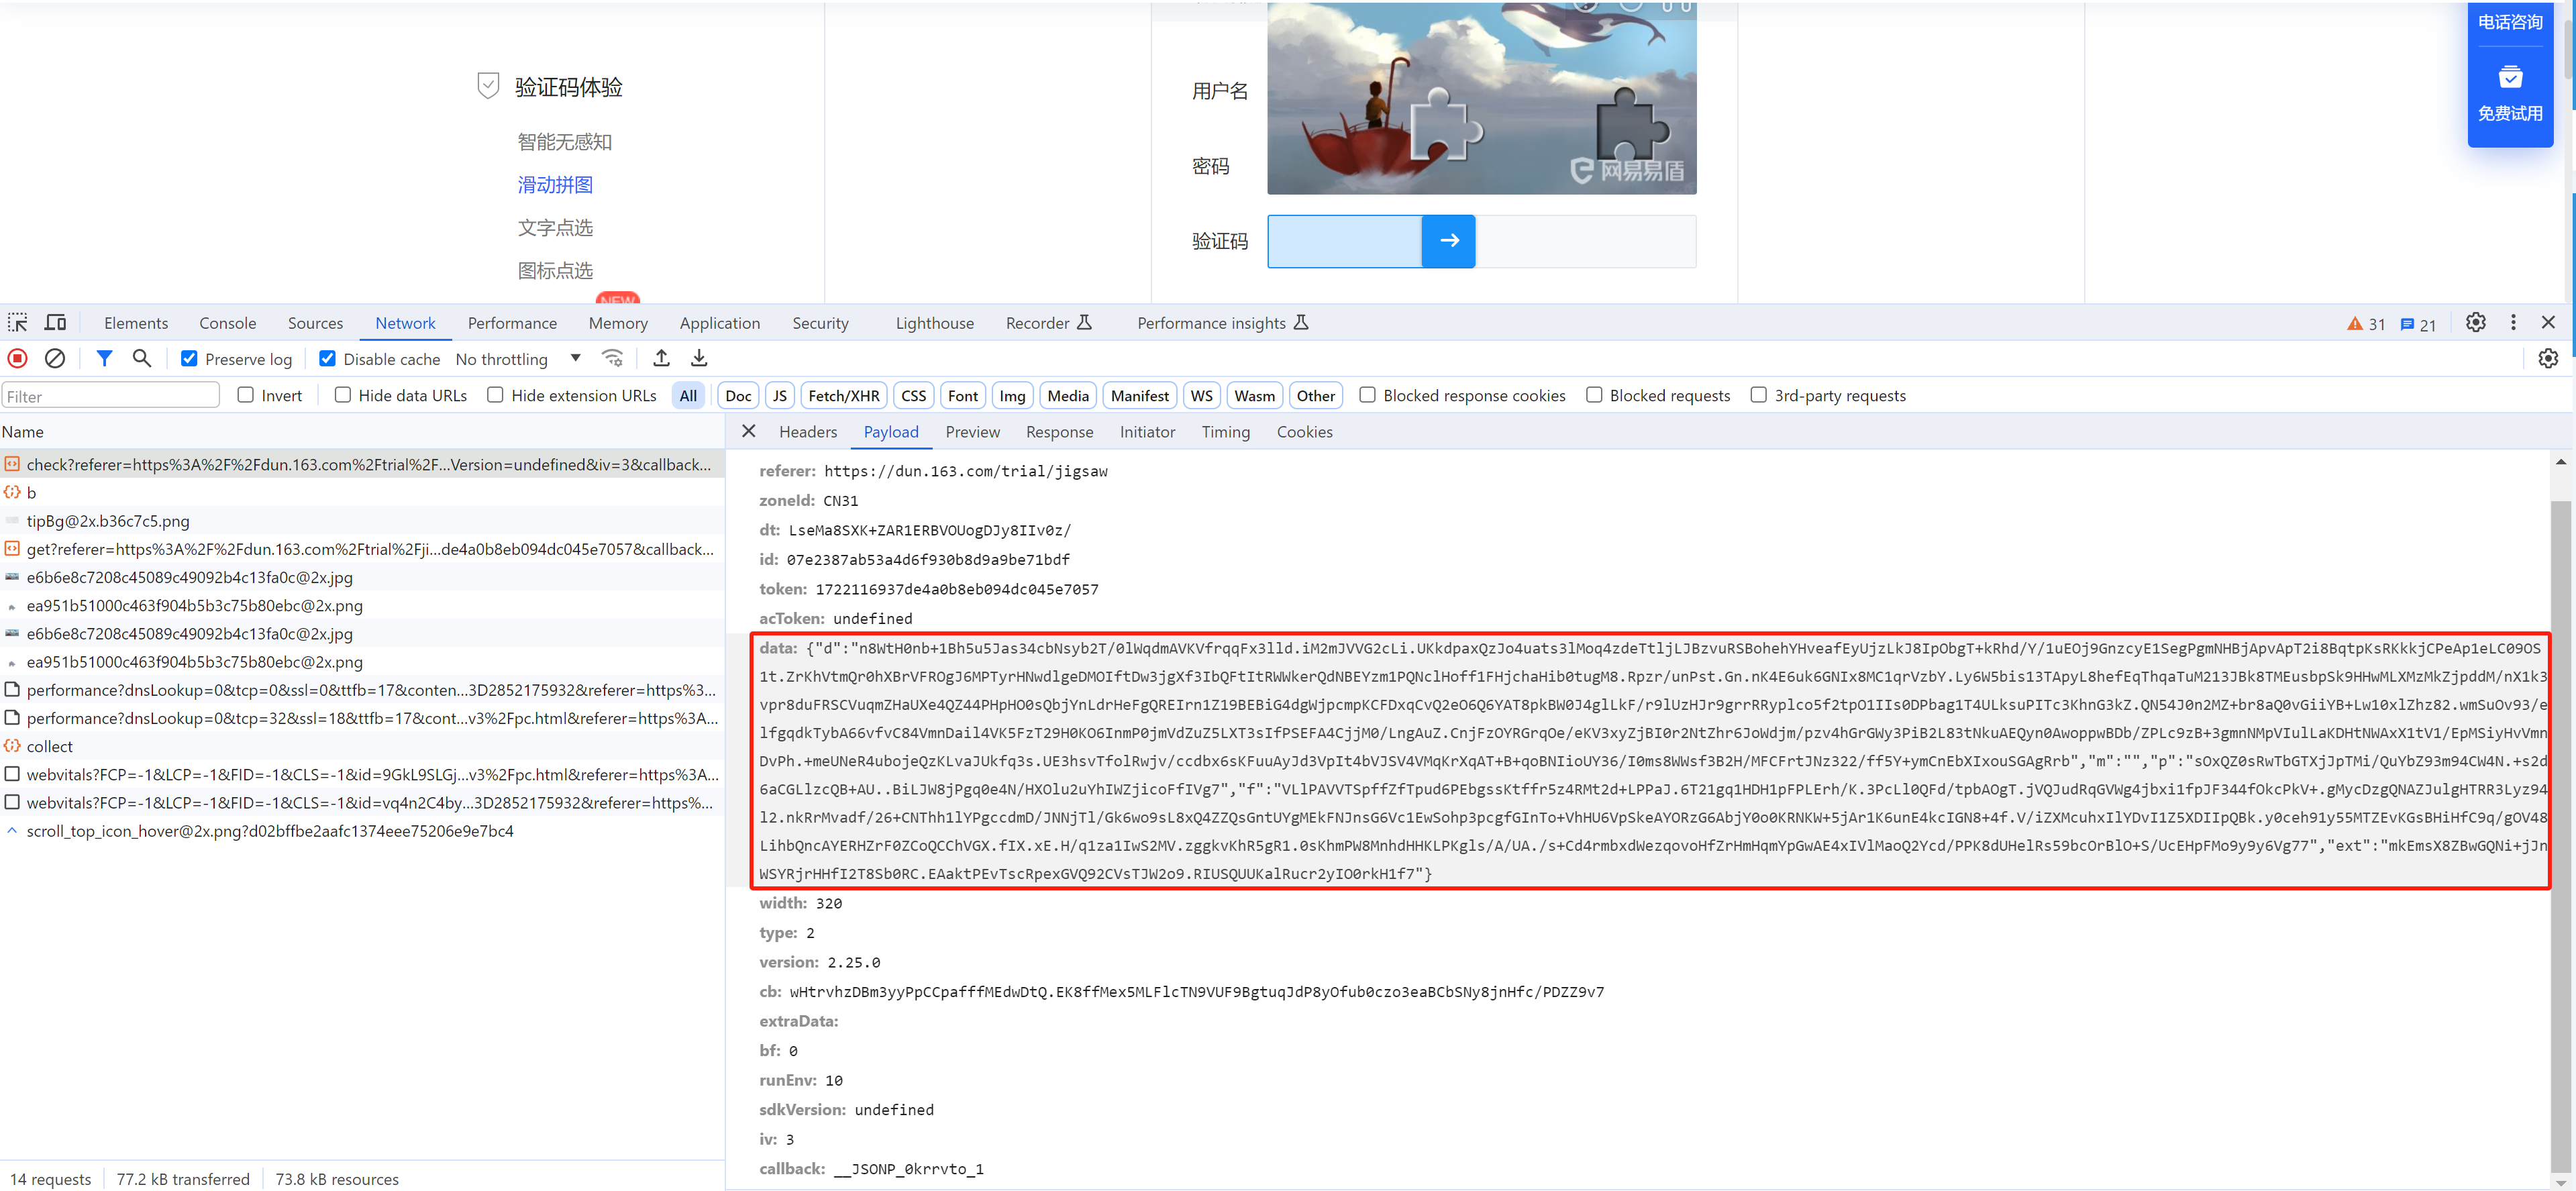 电话咨询
验证码体验
用户名
免费试用
智能无感知
密码
网易易盾
滑动拼图
文字点选
验证码
图标点选
NEW
Elements Console Sources Network Performance Memory Application Security Lighthouse Recorder Performance insights 31 21
Preserve log Disable cache No throttling
Filter Invert Hide data URLs Hide extension URLs All Doc JS Fetch/XHR CSS Font Img Media Manifest WS Wasm Other Blocked response cookies Blocked requests 3rd-party requests
Name
Headers Payload Preview Response Initiator Timing Cookies
check?referer=https%3A%2F%2Fdun.163.com%2Ftrial%2F...Version=undefined&iv=3&callback...
b
tipBg@2x.b36c7c5.png
get?referer=https%3A%2F%2Fdun.163.com%2Ftrial%2Fji...de4a0b8eb094dc045e7057&callback...
e6b6e8c7208c45089c49092b4c13fa0c@2x.jpg
ea951b51000c463f904b5b3c75b80ebc@2x.png
e6b6e8c7208c45089c49092b4c13fa0c@2x.jpg
ea951b51000c463f904b5b3c75b80ebc@2x.png
performance?dnsLookup=0&tcp=0&ssl=0&ttfb=17&conten...3D2852175932&referer=https%3...
performance?dnsLookup=0&tcp=32&ssl=18&ttfb=17&cont...v3%2Fpc.html&referer=https%3A...
collect
webvitals?FCP=-1&LCP=-1&FID=-1&CLS=-1&id=9GkL9SLGj...v3%2Fpc.html&referer=https%3A...
webvitals?FCP=-1&LCP=-1&FID=-1&CLS=-1&id=vq4n2C4by...3D2852175932&referer=https%...
scroll_top_icon_hover@2x.png?d02bffbe2aafc1374eee75206e9e7bc4
14 requests 77.2 kB transferred 73.8 kB resources
referer: https://dun.163.com/trial/jigsaw
zoneId: CN31
dt: LseMa8SXK+ZAR1ERBVOUogDJy8IIv0z/
id: 07e2387ab53a4d6f930b8d9a9be71bdf
token: 1722116937de4a0b8eb094dc045e7057
acToken: undefined
data: {"d":"n8WtH0nb+1Bh5u5Jas34cbNsyb2T/0lWqdmAVKVfrqqFx3lld.iM2mJVVG2cLi.UKkdpaxQzJo4uats3lMoq4zdeTtljLJBzvuRSBohehYHveafEyUjzLkJ8IpObgT+kRhd/Y/1uEOj9GnzcyE1SegPgmNHBjApvApT2i8BqtpKsRKkkjCPeAp1eLC09OS
1t.ZrKhVtmQr0hXBrVFROgJ6MPTyrHNwdlgeDMOIftDw3jgXf3IbQFtItRWWkerQdNBEYzm1PQNclHoff1FHjchaHib0tugM8.Rpzr/unPst.Gn.nK4E6uk6GNIx8MC1qrVzbY.Ly6W5bis13TApyL8hefEqThqaTuM213JBk8TMEusbpSk9HHwMLXMzMkZjpddM/nX1k3
vpr8duFRSCVuqmZHaUXe4QZ44PHpHO0sQbjYnLdrHeFgQREIrn1Z19BEBiG4dgWjpcmpKCFDxqCvQ2eO6Q6YAT8pkBW0J4glLkF/r9lUzHJr9grrRRyplco5f2tpO1IIs0DPbag1T4ULksuPITc3KhnG3kZ.QN54J0n2MZ+br8aQ0vGiiYB+Lw10xlZhz82.wmSuOv93/e
lfgqdkTybA66vfvC84VmnDail4VK5FzT29H0KO6InmP0jmVdZuZ5LXT3sIfPSEFA4CjjM0/LngAuZ.CnjFzOYRGrqOe/eKV3xyZjBI0r2NtZhr6JoWdjm/pzv4hGrGWy3PiB2L83tNkuAEQyn0AwoppwBDb/ZPLc9zB+3gmnNMpVIulLaKDHtNWAxX1tV1/EpMSiyHvVmn
DvPh.+meUNeR4ubojeQzKLvaJUkfq3s.UE3hsvTfolRwjv/ccdbx6sKFuuAyJd3VpIt4bVJSV4VMqKrXqAT+B+qoBNIioUY36/I0ms8WWsf3B2H/MFCFrtJNz322/ff5Y+ymCnEbXIxouSGAgRrb","m":"","p":"sOxQZ0sRwTbGTXjJpTMi/QuYbZ93m94CW4N.+s2d
6aCGLlzcQB+AU..BiLJW8jPgq0e4N/HXOlu2uYhIWZjicoFfIVg7","f":"VLlPAVVTSpffZfTpud6PEbgssKtffr5z4RMt2d+LPPaJ.6T21gq1HDH1pFPLErh/K.3PcLl0QFd/tpbAOgT.jVQJudRqGVWg4jbxi1fpJF344fOkcPkV+.gMycDzgQNAZJulgHTRR3Lyz94
l2.nkRrMvadf/26+CNThh1lYPgccdmD/JNNjTl/Gk6wo9sL8xQ4ZZQsGntUYgMEkFNJnsG6Vc1EwSohp3pcgfGInTo+VhHU6VpSkeAYORzG6AbjY0o0KRNKW+5jAr1K6unE4kcIGN8+4f.V/iZXMcuhxIlYDvI1Z5XDIIpQBk.y0ceh91y55MTZEvKGsBHiHfC9q/gOV48
LihbQncAYERHZrF0ZCoQCChVGX.fIX.xE.H/q1za1IwS2MV.zggkvKhR5gR1.0sKhmPW8MnhdHHKLPKgls/A/UA./s+Cd4rmbxdWezqovoHfZrHmHqmYpGwAE4xIVlMaoQ2Ycd/PPK8dUHelRs59bcOrBlO+S/UcEHpFMo9y9y6Vg77","ext":"mkEmsX8ZBwGQNi+jJn
WSYRjrHHfI2T8Sb0RC.EAaktPEvTscRpexGVQ92CVsTJW2o9.RIUSQUUKalRucr2yIO0rkH1f7"}
width: 320
type: 2
version: 2.25.0
cb: wHtrvhzDBm3yyPpCCpafffMEdwDtQ.EK8ffMex5MLFlcTN9VUF9BgtuqJdP8yOfub0czo3eaBCbSNy8jnHfc/PDZZ9v7
extraData:
bf: 0
runEnv: 10
sdkVersion: undefined
iv: 3
callback: __JSONP_0krrvto_1